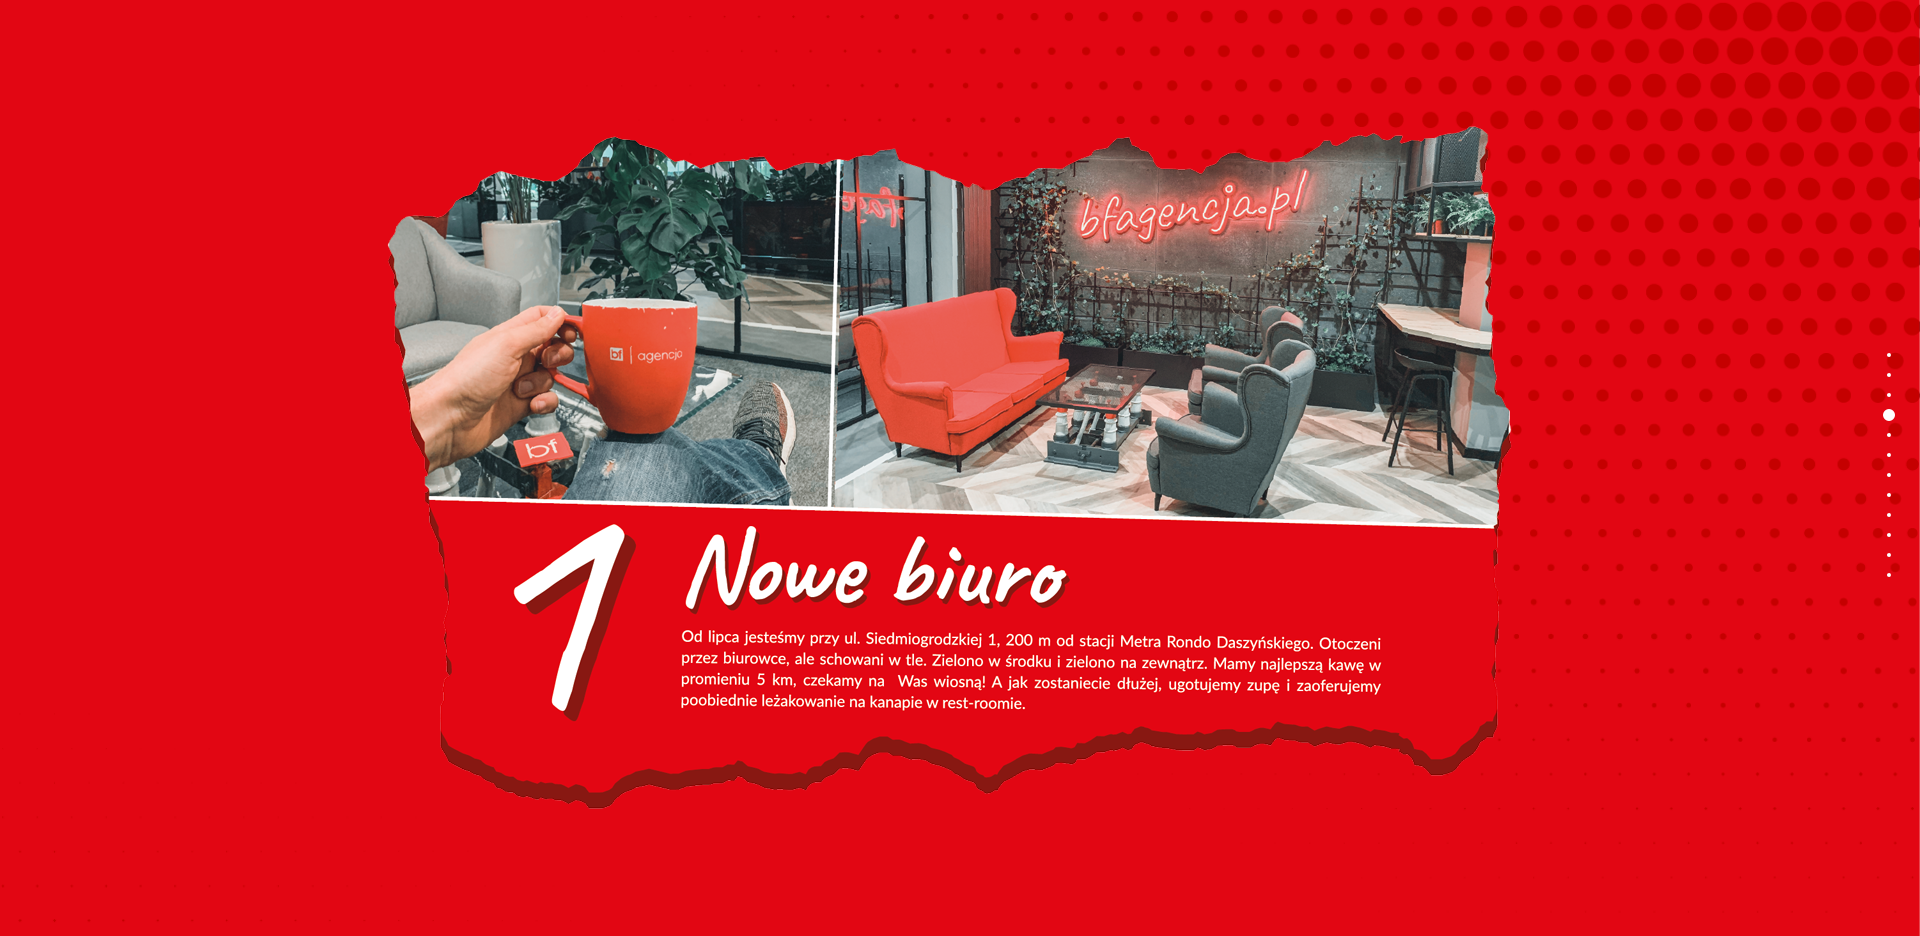 bfagencja.pl
bf | agencja
bf
1
Nowe biuro
Od lipca jesteśmy przy ul. Siedmiogrodzkiej 1, 200 m od stacji Metra Rondo Daszyńskiego. Otoczeni
przez biurowce, ale schowani w tle. Zielono w środku i zielono na zewnątrz. Mamy najlepszą kawę w
promieniu 5 km, czekamy na  Was wiosną! A jak zostaniecie dłużej, ugotujemy zupę i zaoferujemy
poobiednie leżakowanie na kanapie w rest-roomie.